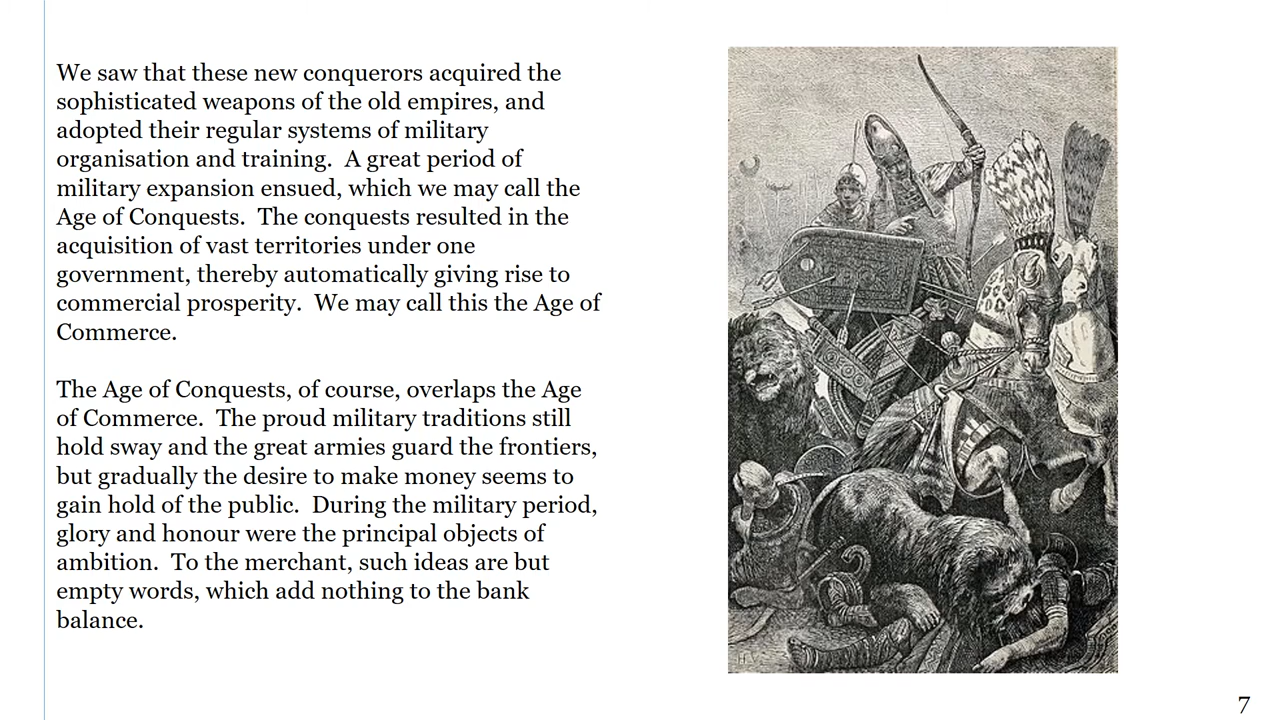 We saw that these new conquerors acquired the
sophisticated weapons of the old empires, and
adopted their regular systems of military
organisation and training.  A great period of
military expansion ensued, which we may call the
Age of Conquests.  The conquests resulted in the
acquisition of vast territories under one
government, thereby automatically giving rise to
commercial prosperity.  We may call this the Age of
Commerce.
The Age of Conquests, of course, overlaps the Age
of Commerce.  The proud military traditions still
hold sway and the great armies guard the frontiers,
but gradually the desire to make money seems to
gain hold of the public.  During the military period,
glory and honour were the principal objects of
ambition.  To the merchant, such ideas are but
empty words, which add nothing to the bank
balance.
7